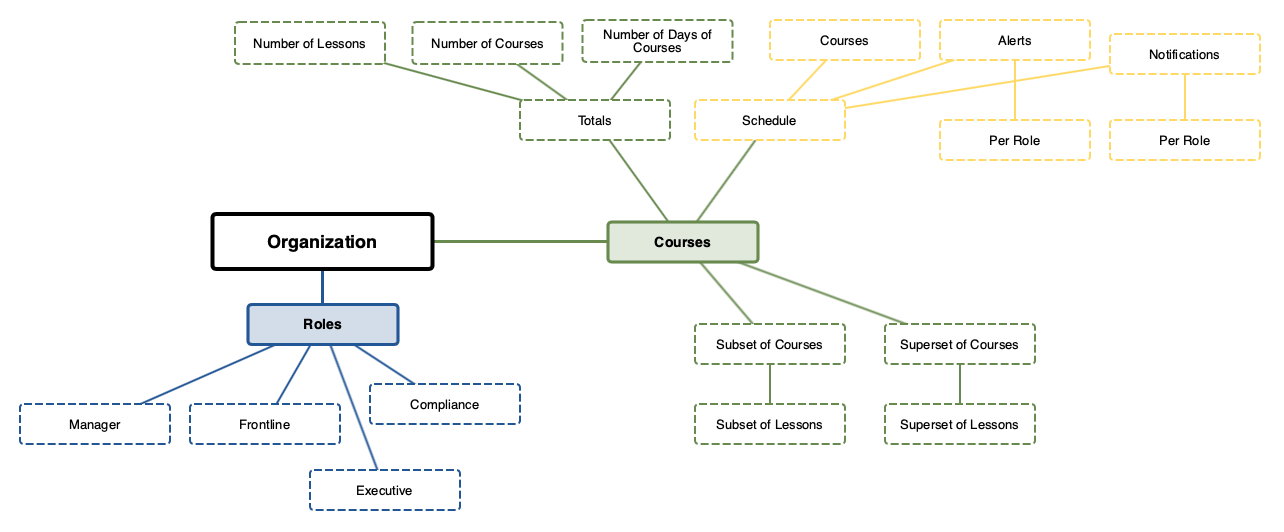 Number of Lessons
Number of Courses
Number of Days of
Courses
Courses
Alerts
Notifications
Totals
Schedule
Per Role
Per Role
Organization
Courses
Roles
Subset of Courses
Superset of Courses
Manager
Frontline
Compliance
Subset of Lessons
Superset of Lessons
Executive